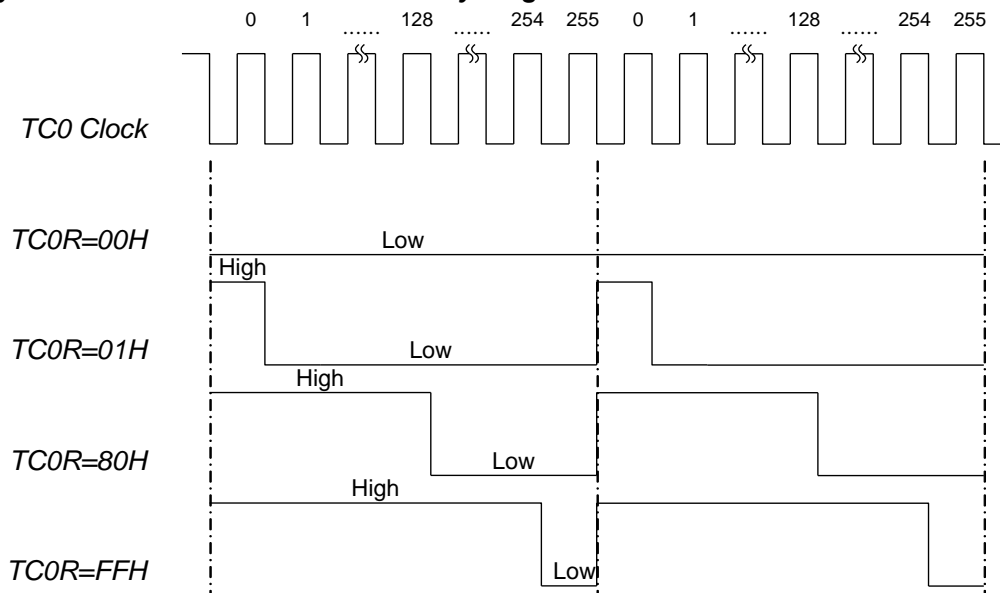 0 1 ...... 128 ...... 254 255 0 1 ...... 128 ...... 254 255
TC0 Clock
TC0R=00H
Low
High
TC0R=01H
Low
High
TC0R=80H
Low
High
TC0R=FFH
Low